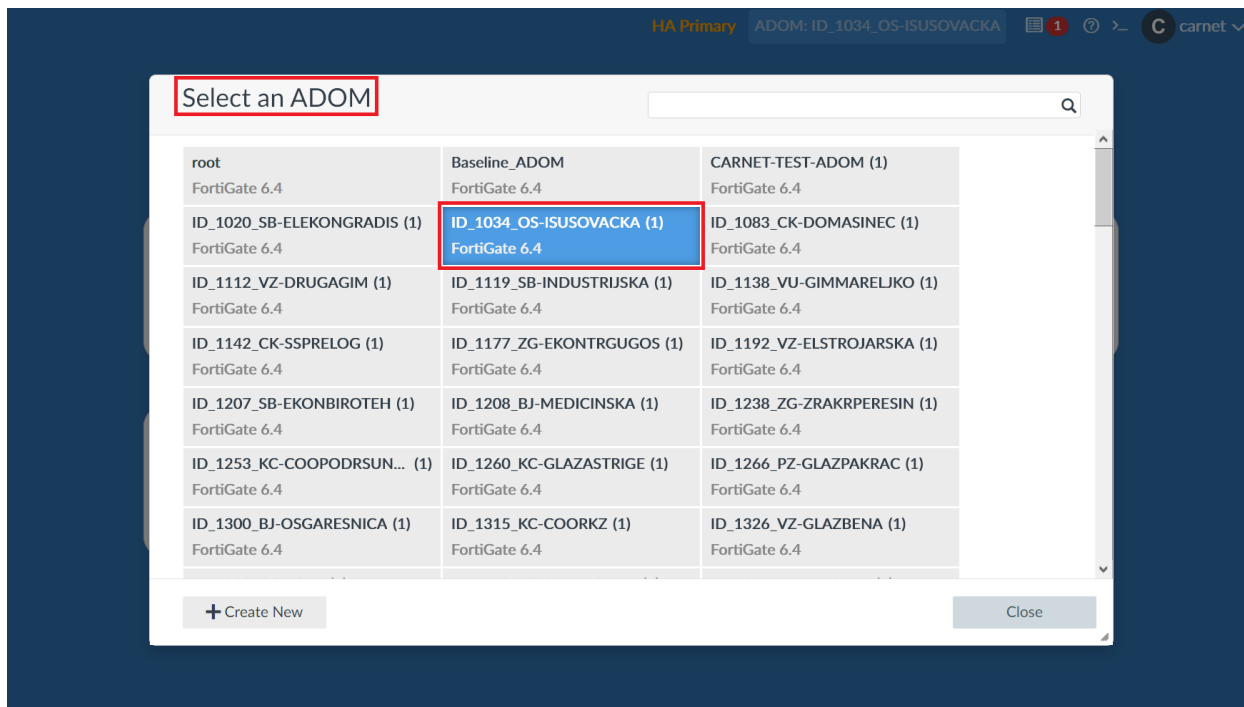 HA Primary ADOM: ID_1034_OS-ISUSOVACKA 1 >_ C carnet
Select an ADOM
root Baseline_ADOM CARNET-TEST-ADOM (1)
FortiGate 6.4 FortiGate 6.4 FortiGate 6.4
ID_1020_SB-ELEKONGRADIS (1) ID_1034_OS-ISUSOVACKA (1) ID_1083_CK-DOMASINEC (1)
FortiGate 6.4 FortiGate 6.4 FortiGate 6.4
ID_1112_VZ-DRUGAGIM (1) ID_1119_SB-INDUSTRIJSKA (1) ID_1138_VU-GIMMARELJKO (1)
FortiGate 6.4 FortiGate 6.4 FortiGate 6.4
ID_1142_CK-SSPRELOG (1) ID_1177_ZG-EKONTRGUGOS (1) ID_1192_VZ-ELSTROJARSKA (1)
FortiGate 6.4 FortiGate 6.4 FortiGate 6.4
ID_1207_SB-EKONBIROTEH (1) ID_1208_BJ-MEDICINSKA (1) ID_1238_ZG-ZRAKRPERESIN (1)
FortiGate 6.4 FortiGate 6.4 FortiGate 6.4
ID_1253_KC-COOPODRSUN... (1) ID_1260_KC-GLAZASTRIGE (1) ID_1266_PZ-GLAZPAKRAC (1)
FortiGate 6.4 FortiGate 6.4 FortiGate 6.4
ID_1300_BJ-OSGARESNICA (1) ID_1315_KC-COORKZ (1) ID_1326_VZ-GLAZBENA (1)
FortiGate 6.4 FortiGate 6.4 FortiGate 6.4
+ Create New Close